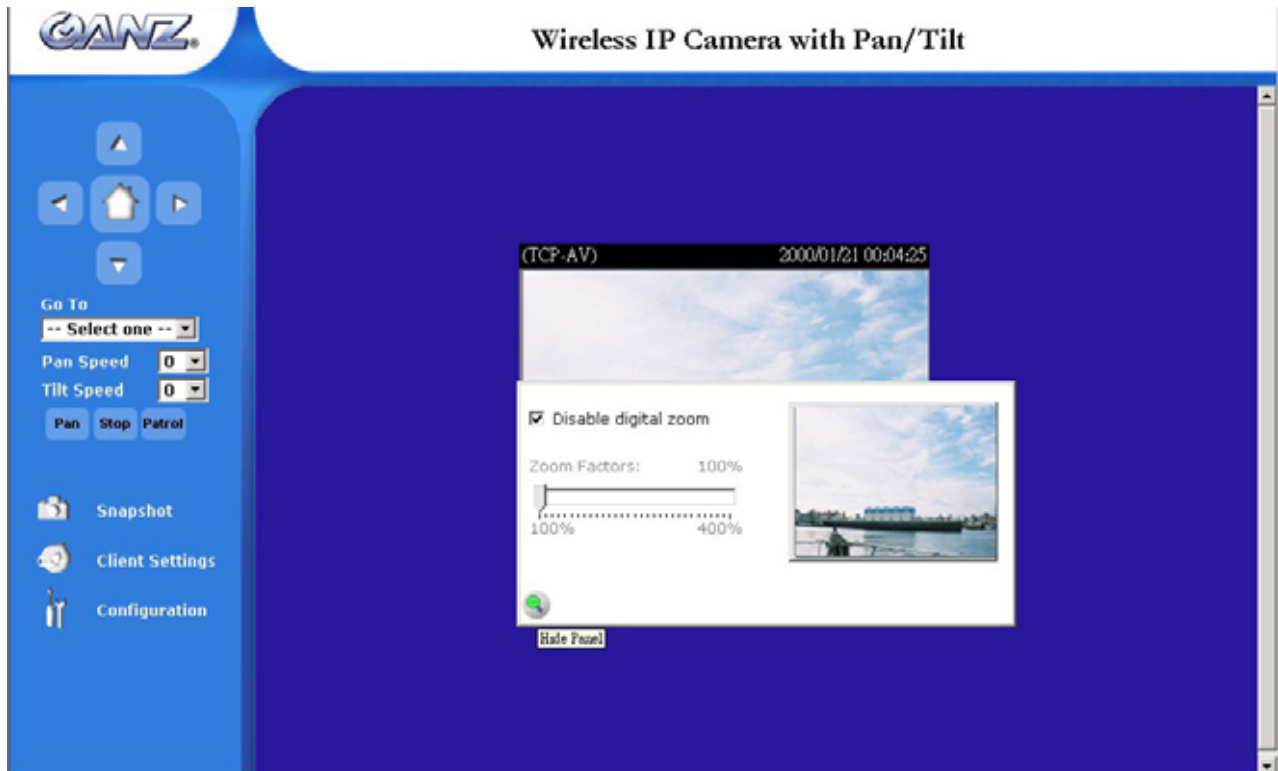 GANZ®
Wireless IP Camera with Pan/Tilt
Go To
-- Select one --
Pan Speed 0
Tilt Speed 0
Pan Stop Patrol
Snapshot
Client Settings
Configuration
(TCP-AV) 2000/01/21 00:04:25
Disable digital zoom
Zoom Factors: 100%
100% 400%
Hide Panel